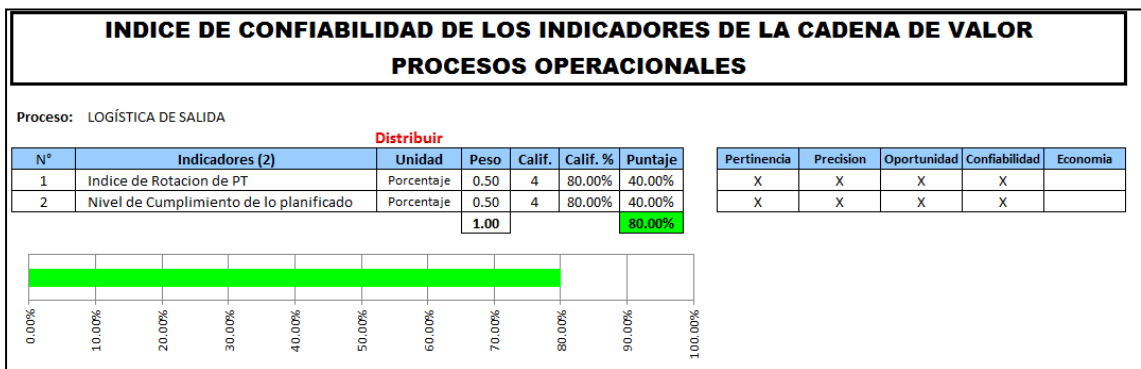 INDICE DE CONFIABILIDAD DE LOS INDICADORES DE LA CADENA DE VALOR
PROCESOS OPERACIONALES
Proceso: LOGÍSTICA DE SALIDA
Distribuir
N° Indicadores (2) Unidad Peso Calif. Calif. % Puntaje Pertinencia Precision Oportunidad Confiabilidad Economia
1 Indice de Rotacion de PT Porcentaje 0.50 4 80.00% 40.00% X X X X
2 Nivel de Cumplimiento de lo planificado Porcentaje 0.50 4 80.00% 40.00% X X X X
1.00 80.00%
0.00% 10.00% 20.00% 30.00% 40.00% 50.00% 60.00% 70.00% 80.00% 90.00% 100.00%